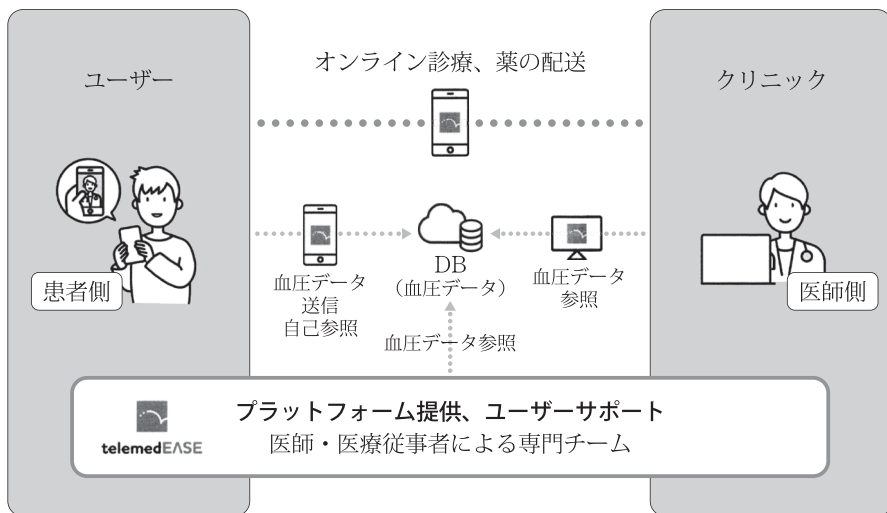 ユーザー
オンライン診療、薬の配送
クリニック
患者側
血圧データ
送信
自己参照
DB
（血圧データ）
血圧データ
参照
医師側
血圧データ参照
telemedEASE
プラットフォーム提供、ユーザーサポート
医師・医療従事者による専門チーム